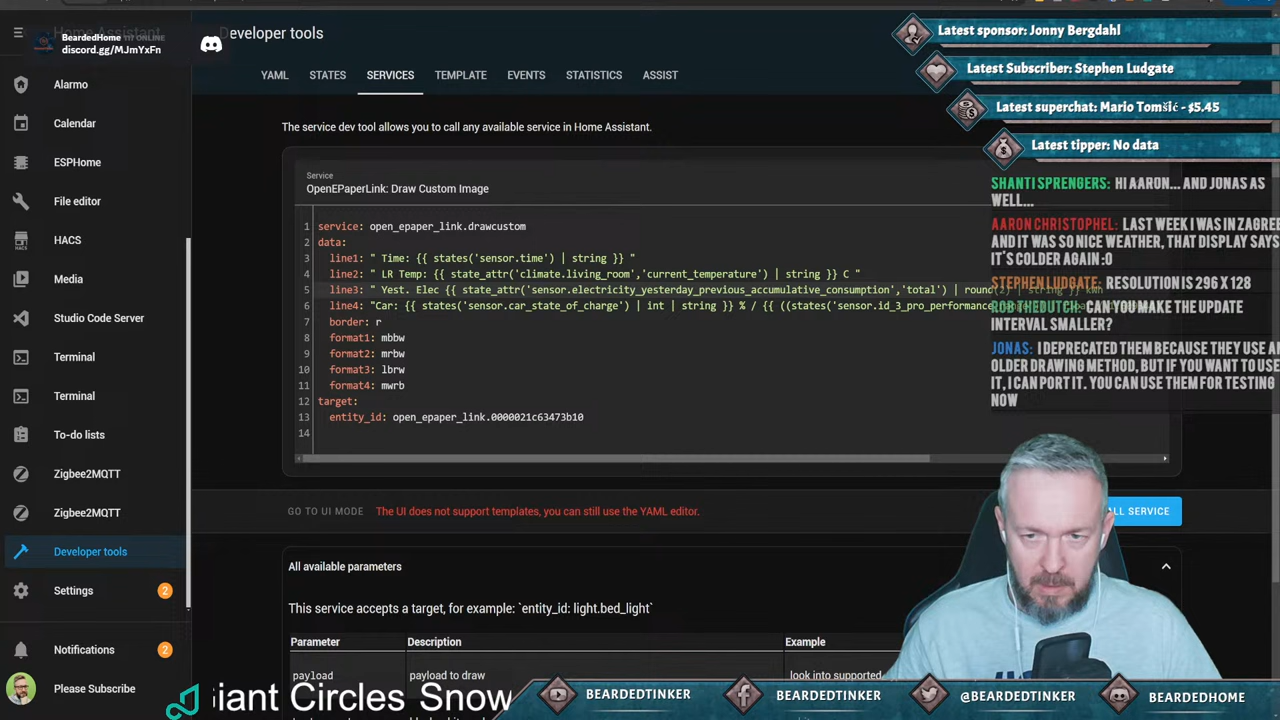 Home Assistant
BeardedHome 117 ONLINE
discord.gg/MJmYxFn
Developer tools
YAML
STATES
SERVICES
TEMPLATE
EVENTS
STATISTICS
ASSIST
Alarmo
Calendar
ESPHome
File editor
HACS
Media
Studio Code Server
Terminal
Terminal
To-do lists
Zigbee2MQTT
Zigbee2MQTT
Developer tools
Settings
2
Notifications
2
Please Subscribe
The service dev tool allows you to call any available service in Home Assistant.
Service
OpenEPaperLink: Draw Custom Image
1 service: open_epaper_link.drawcustom
2 data:
3 line1: " Time: {{ states('sensor.time') | string }} "
4 line2: " LR Temp: {{ state_attr('climate.living_room','current_temperature') | string }} C "
5 line3: " Yest. Elec {{ state_attr('sensor.electricity_yesterday_previous_accumulative_consumption','total') | round(2) | string }} kWh
6 line4: "Car: {{ states('sensor.car_state_of_charge') | int | string }} % / {{ ((states('sensor.id_3_pro_performance
7 border: r
8 format1: mbbw
9 format2: mrbw
10 format3: lbrw
11 format4: mwrb
12 target:
13 entity_id: open_epaper_link.0000021c63473b10
14
GO TO UI MODE
The UI does not support templates, you can still use the YAML editor.
ALL SERVICE
All available parameters
This service accepts a target, for example: `entity_id: light.bed_light`
Parameter
Description
Example
payload
payload to draw
look into supported
Latest sponsor: Jonny Bergdahl
Latest Subscriber: Stephen Ludgate
Latest superchat: Mario Tomšić - $5.45
Latest tipper: No data
SHANTI SPRENGERS: HI AARON... AND JONAS AS
WELL...
AARON CHRISTOPHEL: LAST WEEK I WAS IN ZAGREB
AND IT WAS SO NICE WEATHER, THAT DISPLAY SAYS
IT'S COLDER AGAIN :O
STEPHEN LUDGATE: RESOLUTION IS 296 X 128
ROB THEDUTCH: CAN YOU MAKE THE UPDATE
INTERVAL SMALLER?
JONAS: I DEPRECATED THEM BECAUSE THEY USE AN
OLDER DRAWING METHOD, BUT IF YOU WANT TO USE
IT, I CAN PORT IT. YOU CAN USE THEM FOR TESTING
NOW
Giant Circles Snow
BEARDEDTINKER
BEARDEDTINKER
@BEARDEDTINKER
BEARDEDHOME